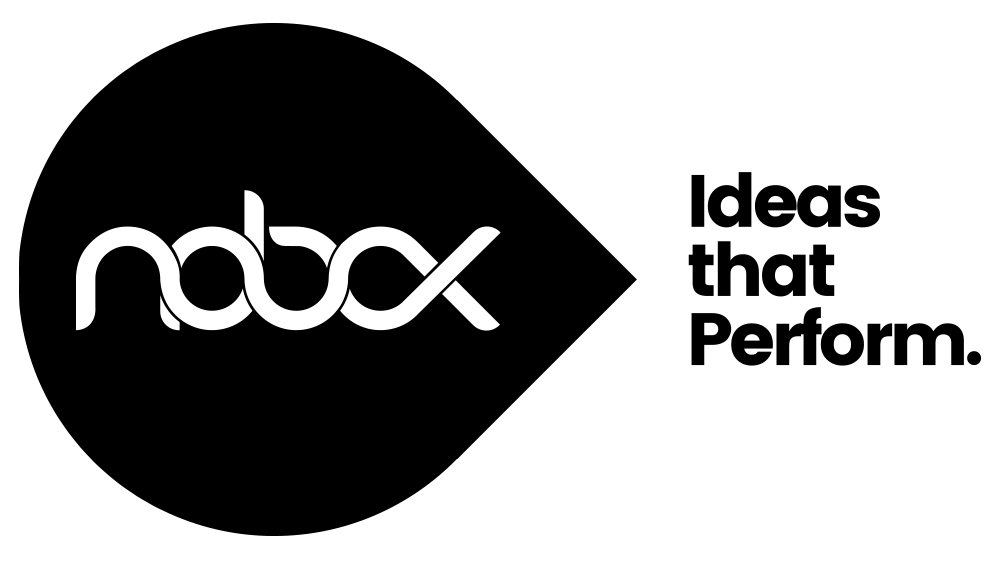 nobox
Ideas
that
Perform.